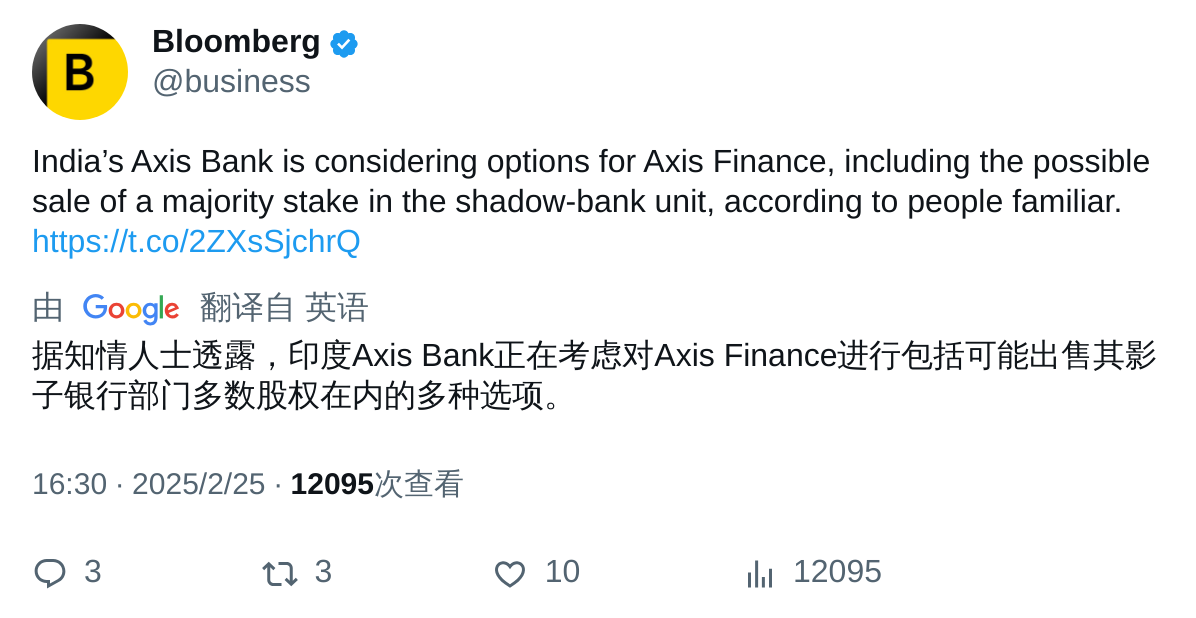 B
Bloomberg
@business
India’s Axis Bank is considering options for Axis Finance, including the possible
sale of a majority stake in the shadow-bank unit, according to people familiar.
https://t.co/2ZXsSjchrQ
由 Google 翻译自 英语
据知情人士透露，印度Axis Bank正在考虑对Axis Finance进行包括可能出售其影
子银行部门多数股权在内的多种选项。
16:30 · 2025/2/25 · 12095次查看
3 3 10 12095